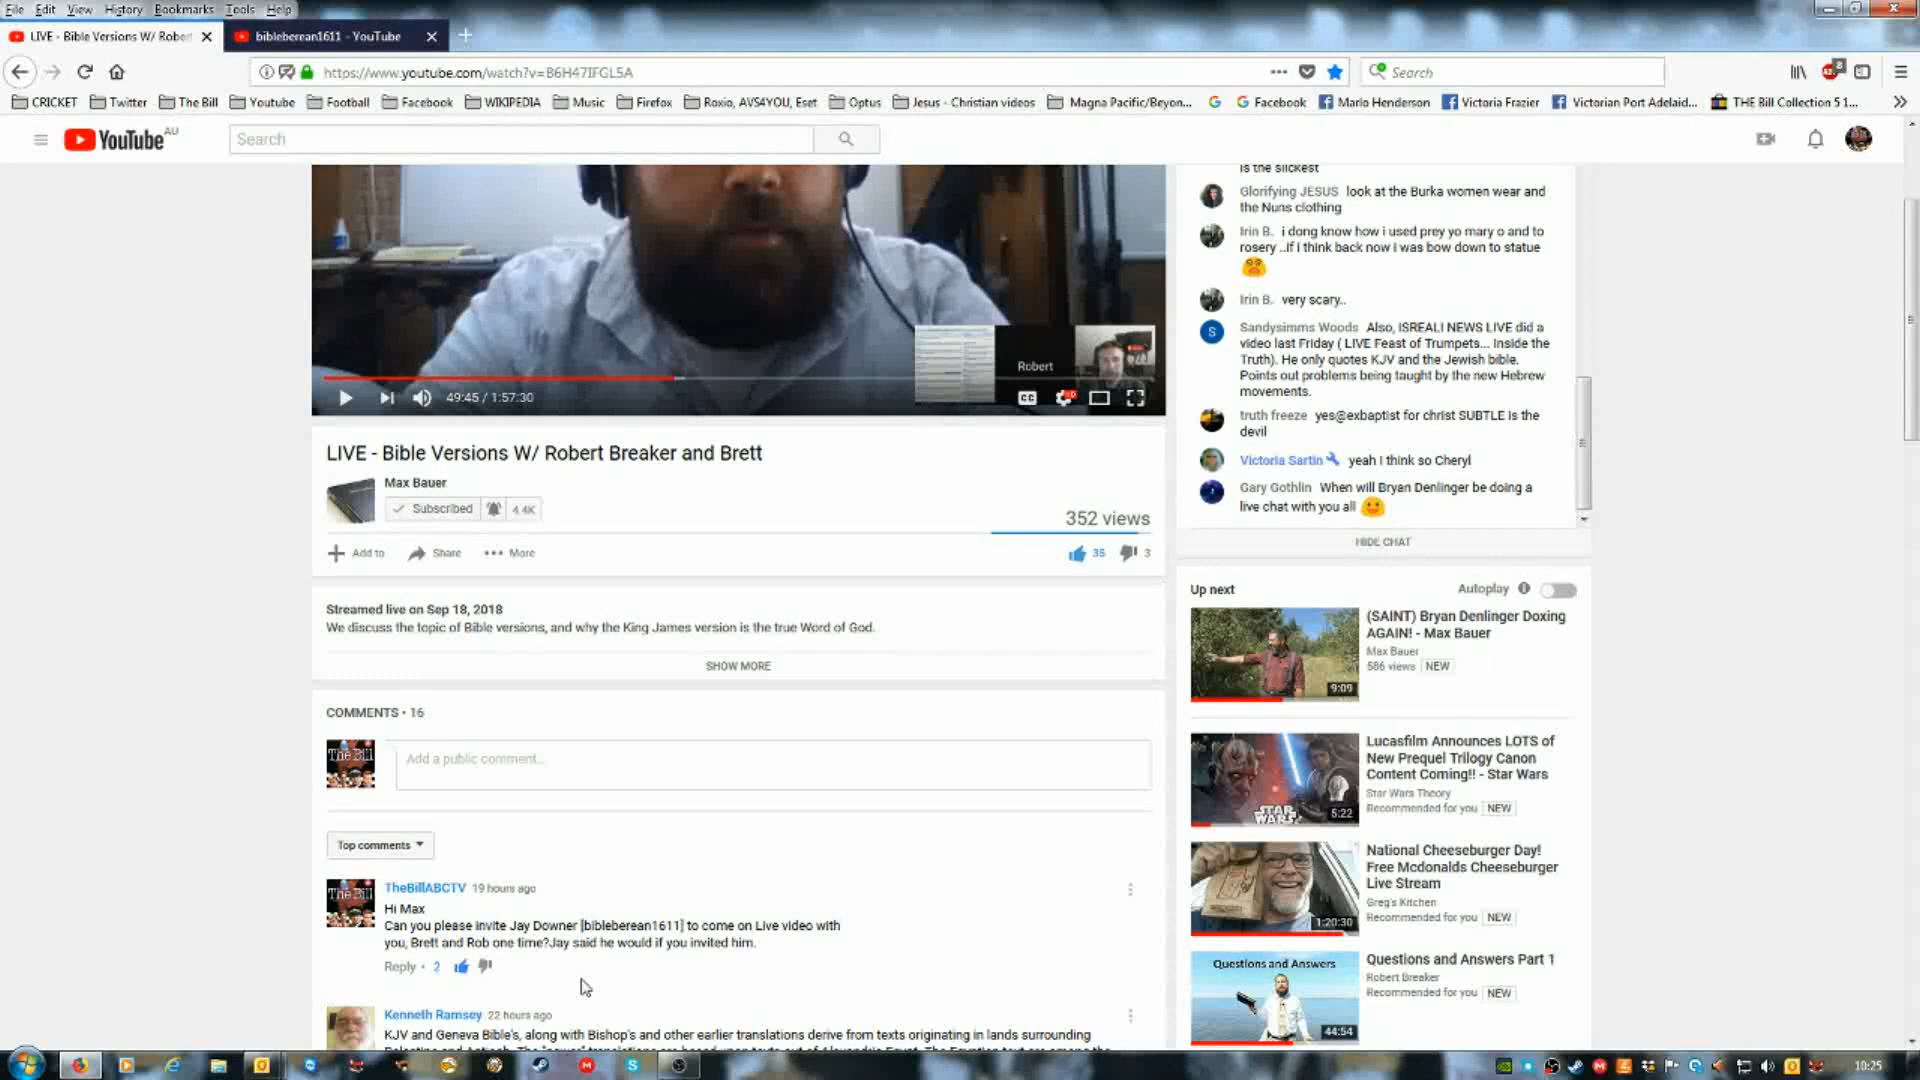 File Edit View History Bookmarks Tools Help
LIVE - Bible Versions W/ Rober
bibleberean1611 - YouTube
https://www.youtube.com/watch?v=B6H47IFGL5A
Search
CRICKET Twitter The Bill Youtube Football Facebook WIKIPEDIA Music Firefox Roxio, AVS4YOU, Eset Optus Jesus - Christian videos Magna Pacific/Beyon... Facebook Marlo Henderson Victoria Frazier Victorian Port Adelaid... THE Bill Collection 5 1...
YouTube AU
Search
Robert
49:45 / 1:57:30
LIVE - Bible Versions W/ Robert Breaker and Brett
Max Bauer
Subscribed 4.4K
352 views
Add to Share More
35 3
Streamed live on Sep 18, 2018
We discuss the topic of Bible versions, and why the King James version is the true Word of God.
SHOW MORE
COMMENTS • 16
The Bill
Add a public comment...
Top comments
The Bill
TheBillABCTV 19 hours ago
Hi Max
Can you please invite Jay Downer [bibleberean1611] to come on Live video with
you, Brett and Rob one time?Jay said he would if you invited him.
Reply • 2
Kenneth Ramsey 22 hours ago
KJV and Geneva Bible's, along with Bishop's and other earlier translations derive from texts originating in lands surrounding
is the slickest
Glorifying JESUS look at the Burka women wear and
the Nuns clothing
Irin B. i dong know how i used prey yo mary o and to
rosery ..if i think back now i was bow down to statue
Irin B. very scary..
S
Sandysimms Woods Also, ISREALI NEWS LIVE did a
video last Friday ( LIVE Feast of Trumpets... Inside the
Truth). He only quotes KJV and the Jewish bible.
Points out problems being taught by the new Hebrew
movements.
truth freeze yes@exbaptist for christ SUBTLE is the
devil
Victoria Sartin yeah I think so Cheryl
Gary Gothlin When will Bryan Denlinger be doing a
live chat with you all
HIDE CHAT
Up next
Autoplay
(SAINT) Bryan Denlinger Doxing
AGAIN! - Max Bauer
Max Bauer
586 views NEW
9:09
Lucasfilm Announces LOTS of
New Prequel Trilogy Canon
Content Coming!! - Star Wars
Star Wars Theory
Recommended for you NEW
STAR WARS
5:22
National Cheeseburger Day!
Free Mcdonalds Cheeseburger
Live Stream
Greg's Kitchen
Recommended for you NEW
1:20:30
Questions and Answers
Questions and Answers Part 1
Robert Breaker
Recommended for you NEW
44:54
10:25